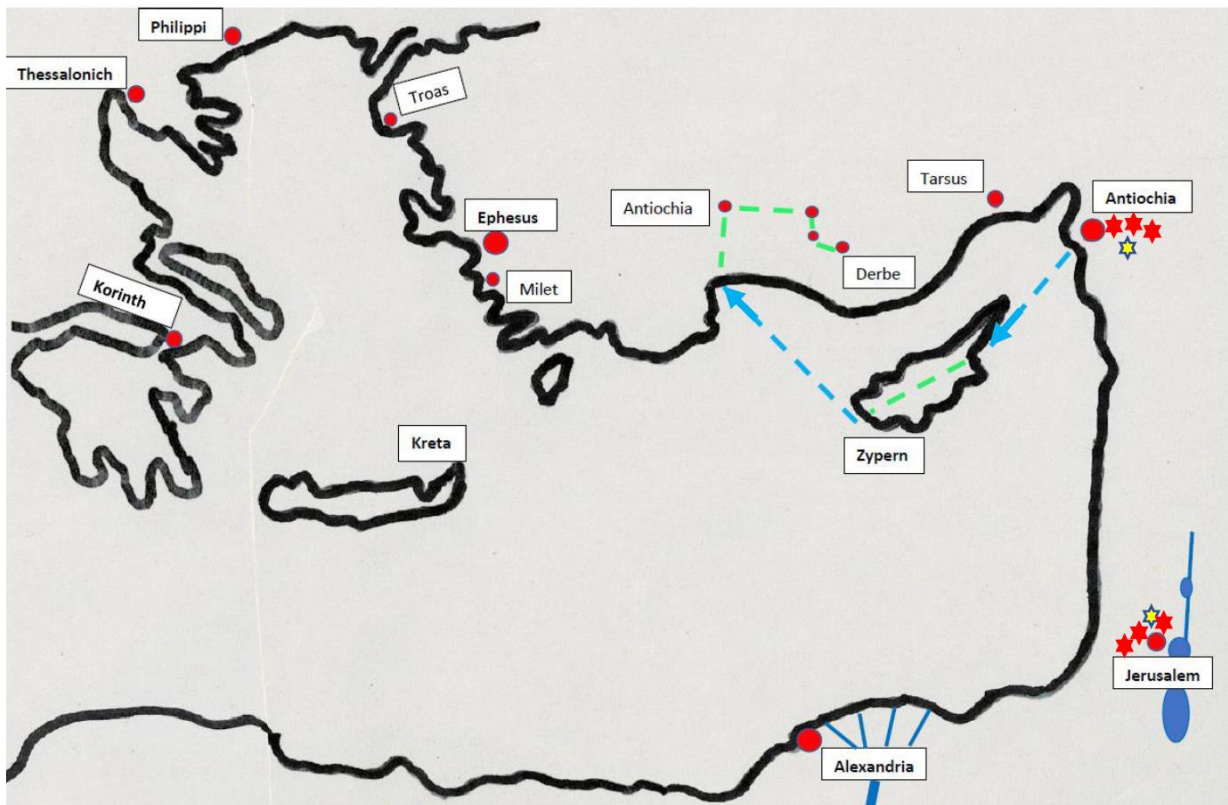 Philippi
Thessalonich
Troas
Tarsus
Antiochia
Antiochia
Ephesus
Derbe
Milet
Korinth
Kreta
Zypern
Jerusalem
Alexandria